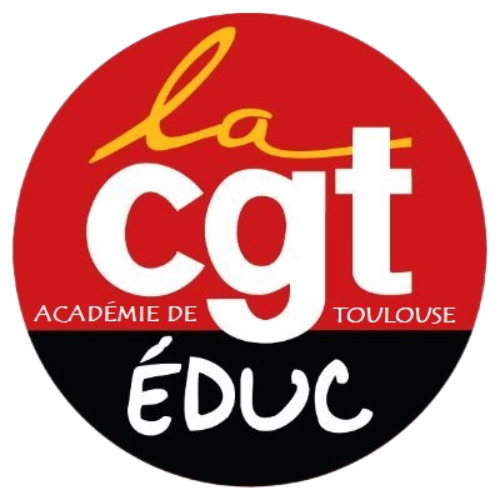 la
cgt
ACADÉMIE DE TOULOUSE
ÉDUC